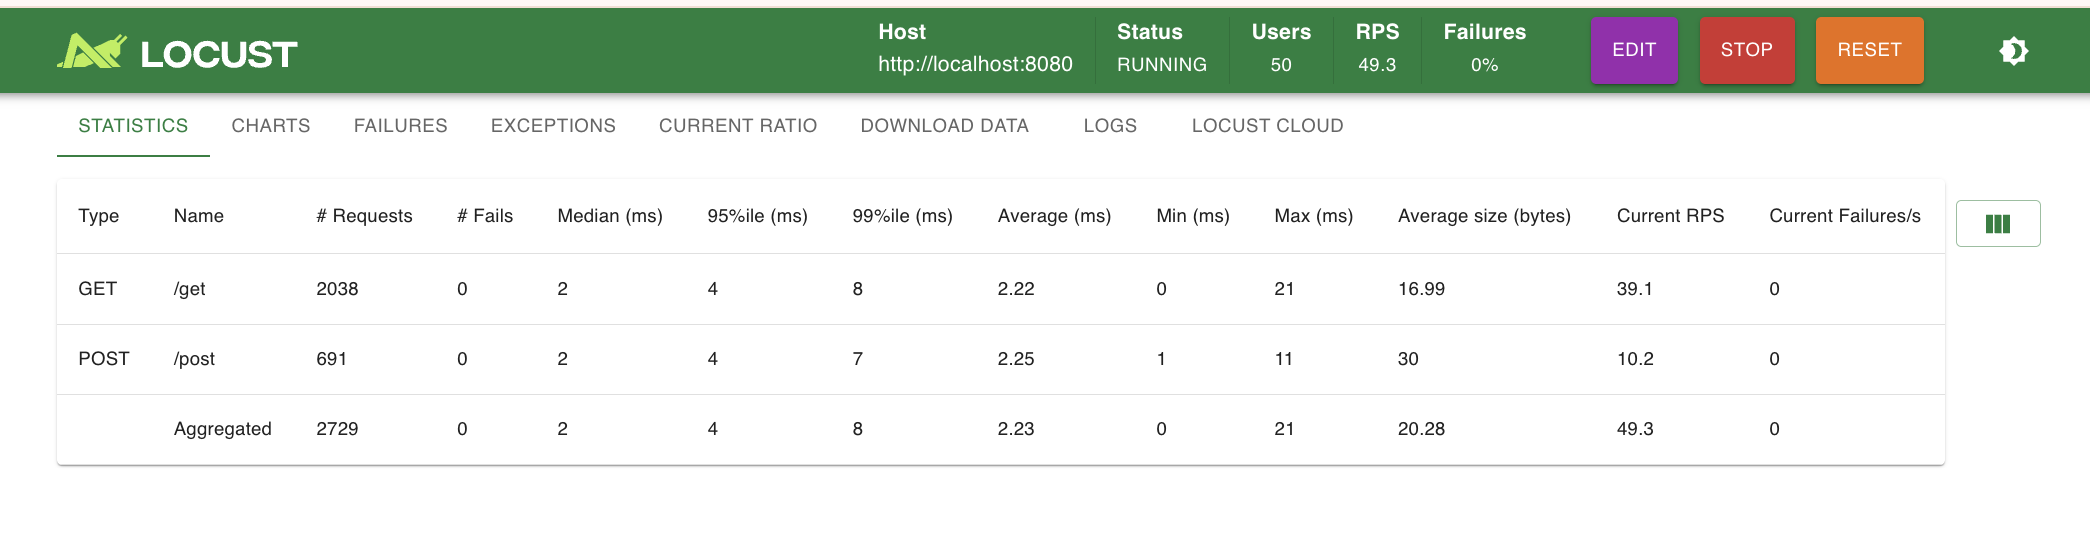 LOCUST
Host
http://localhost:8080
Status
RUNNING
Users
50
RPS
49.3
Failures
0%
EDIT
STOP
RESET
STATISTICS CHARTS FAILURES EXCEPTIONS CURRENT RATIO DOWNLOAD DATA LOGS LOCUST CLOUD
Type Name # Requests # Fails Median (ms) 95%ile (ms) 99%ile (ms) Average (ms) Min (ms) Max (ms) Average size (bytes) Current RPS Current Failures/s
GET /get 2038 0 2 4 8 2.22 0 21 16.99 39.1 0
POST /post 691 0 2 4 7 2.25 1 11 30 10.2 0
Aggregated 2729 0 2 4 8 2.23 0 21 20.28 49.3 0